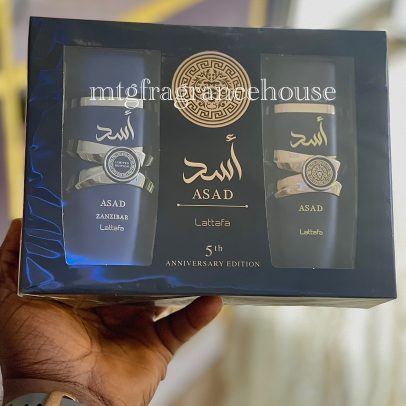 mtgfragrancehouse
أسد
ASAD
ZANZIBAR
Lattafa
أسد
ASAD
Lattafa
5th
ANNIVERSARY EDITION
أسد
ASAD
Lattafa